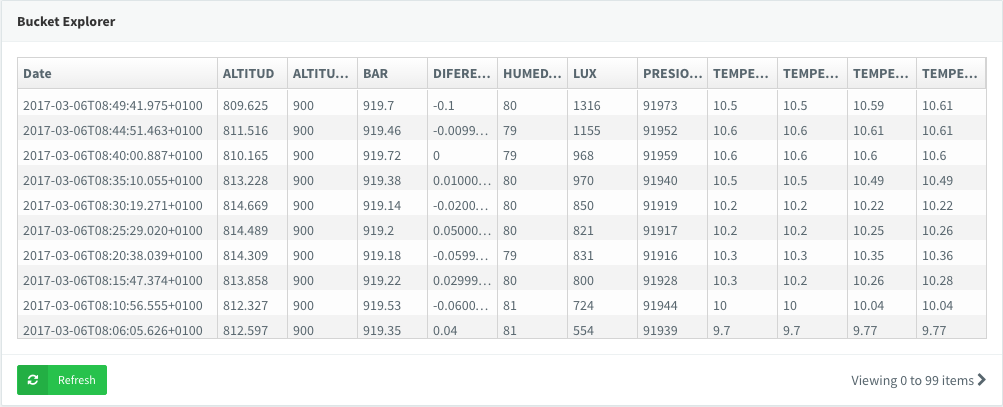 Bucket Explorer
Date ALTITUD ALTITU... BAR DIFERE... HUMED... LUX PRESIO... TEMPE... TEMPE... TEMPE... TEMPE...
2017-03-06T08:49:41.975+0100 809.625 900 919.7 -0.1 80 1316 91973 10.5 10.5 10.59 10.61
2017-03-06T08:44:51.463+0100 811.516 900 919.46 -0.0099... 79 1155 91952 10.6 10.6 10.61 10.61
2017-03-06T08:40:00.887+0100 810.165 900 919.72 0 79 968 91959 10.6 10.6 10.6 10.6
2017-03-06T08:35:10.055+0100 813.228 900 919.38 0.01000... 80 970 91940 10.5 10.5 10.49 10.49
2017-03-06T08:30:19.271+0100 814.669 900 919.14 -0.0200... 80 850 91919 10.2 10.2 10.22 10.22
2017-03-06T08:25:29.020+0100 814.489 900 919.2 0.05000... 80 821 91917 10.2 10.2 10.25 10.26
2017-03-06T08:20:38.039+0100 814.309 900 919.18 -0.0599... 79 831 91916 10.3 10.3 10.35 10.36
2017-03-06T08:15:47.374+0100 813.858 900 919.22 0.02999... 80 800 91928 10.3 10.2 10.26 10.28
2017-03-06T08:10:56.555+0100 812.327 900 919.53 -0.0600... 81 724 91944 10 10 10.04 10.04
2017-03-06T08:06:05.626+0100 812.597 900 919.35 0.04 81 554 91939 9.7 9.7 9.77 9.77
Refresh Viewing 0 to 99 items